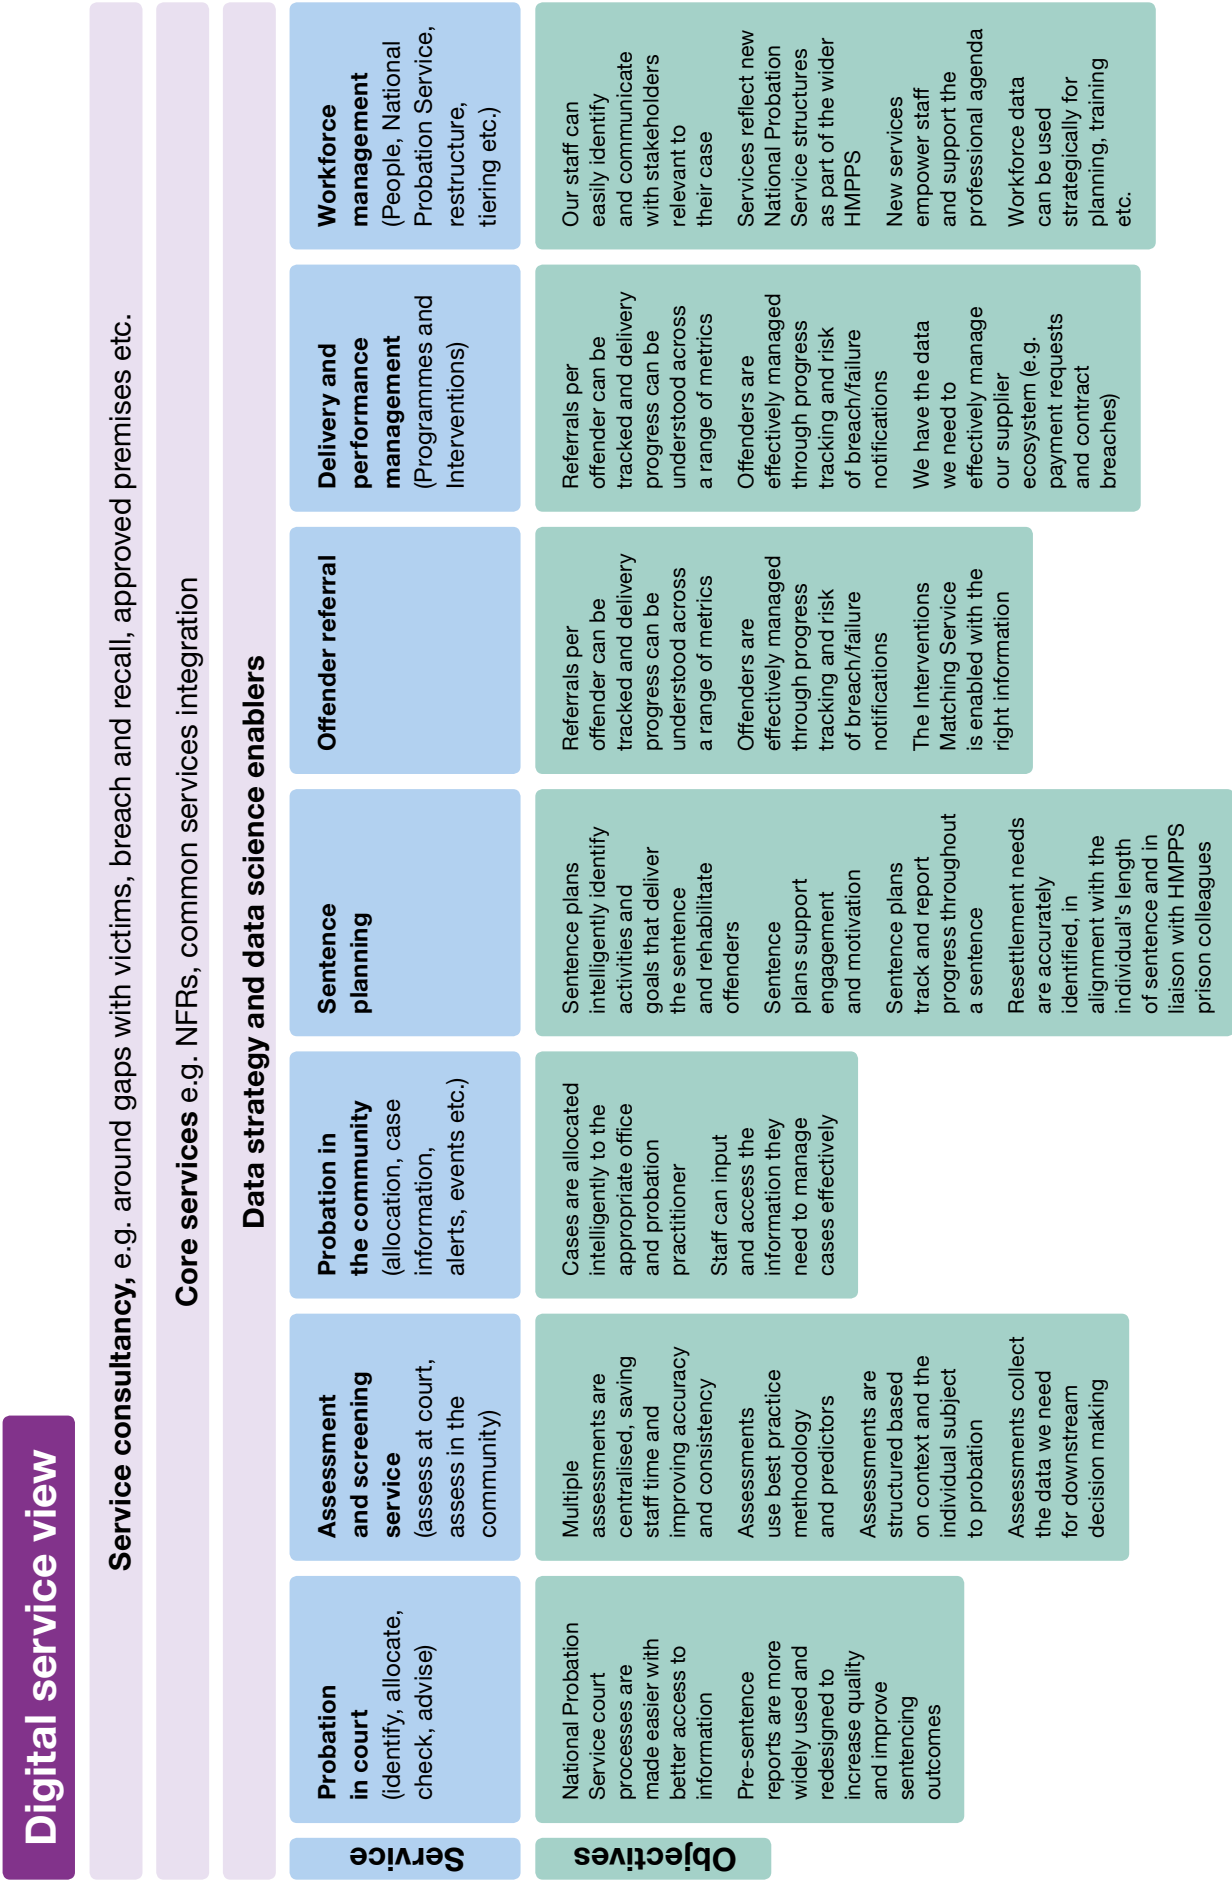 Digital service view
Service consultancy, e.g. around gaps with victims, breach and recall, approved premises etc.
Core services e.g. NFRs, common services integration
Data strategy and data science enablers
Service
Probation
in court
(identify, allocate,
check, advise)
Assessment
and screening
service
(assess at court,
assess in the
community)
Probation in
the community
(allocation, case
information,
alerts, events etc.)
Sentence
planning
Offender referral
Delivery and
performance
management
(Programmes and
Interventions)
Workforce
management
(People, National
Probation Service,
restructure,
tiering etc.)
Objectives
National Probation
Service court
processes are
made easier with
better access to
information
Pre-sentence
reports are more
widely used and
redesigned to
increase quality
and improve
sentencing
outcomes
Multiple
assessments are
centralised, saving
staff time and
improving accuracy
and consistency
Assessments
use best practice
methodology
and predictors
Assessments are
structured based
on context and the
individual subject
to probation
Assessments collect
the data we need
for downstream
decision making
Cases are allocated
intelligently to the
appropriate office
and probation
practitioner
Staff can input
and access the
information they
need to manage
cases effectively
Sentence plans
intelligently identify
activities and
goals that deliver
the sentence
and rehabilitate
offenders
Sentence
plans support
engagement
and motivation
Sentence plans
track and report
progress throughout
a sentence
Resettlement needs
are accurately
identified, in
alignment with the
individual’s length
of sentence and in
liaison with HMPPS
prison colleagues
Referrals per
offender can be
tracked and delivery
progress can be
understood across
a range of metrics
Offenders are
effectively managed
through progress
tracking and risk
of breach/failure
notifications
The Interventions
Matching Service
is enabled with the
right information
Referrals per
offender can be
tracked and delivery
progress can be
understood across
a range of metrics
Offenders are
effectively managed
through progress
tracking and risk
of breach/failure
notifications
We have the data
we need to
effectively manage
our supplier
ecosystem (e.g.
payment requests
and contract
breaches)
Our staff can
easily identify
and communicate
with stakeholders
relevant to
their case
Services reflect new
National Probation
Service structures
as part of the wider
HMPPS
New services
empower staff
and support the
professional agenda
Workforce data
can be used
strategically for
planning, training
etc.